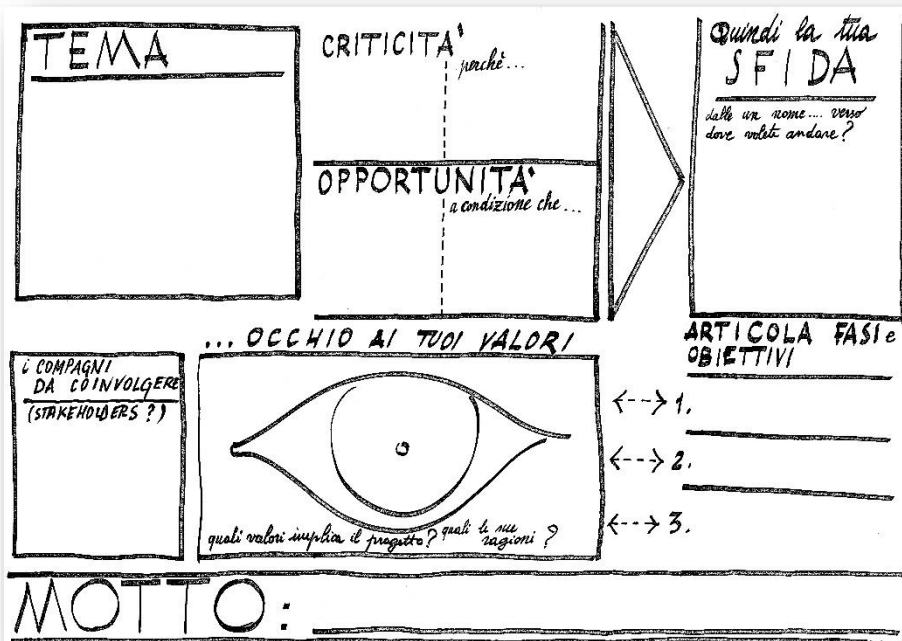 TEMA
CRITICITA'
perchè...
OPPORTUNITA'
a condizione che...
Quindi la tua
SFIDA
dalle un nome.... verso
dove volete andare?
...OCCHIO AI TUOI VALORI
i COMPAGNI
DA COINVOLGERE
(STAKEHOLDERS?)
quali valori implica il progetto? quali le sue
ragioni?
ARTICOLA FASI e
OBIETTIVI
1.
2.
3.
MOTTO: